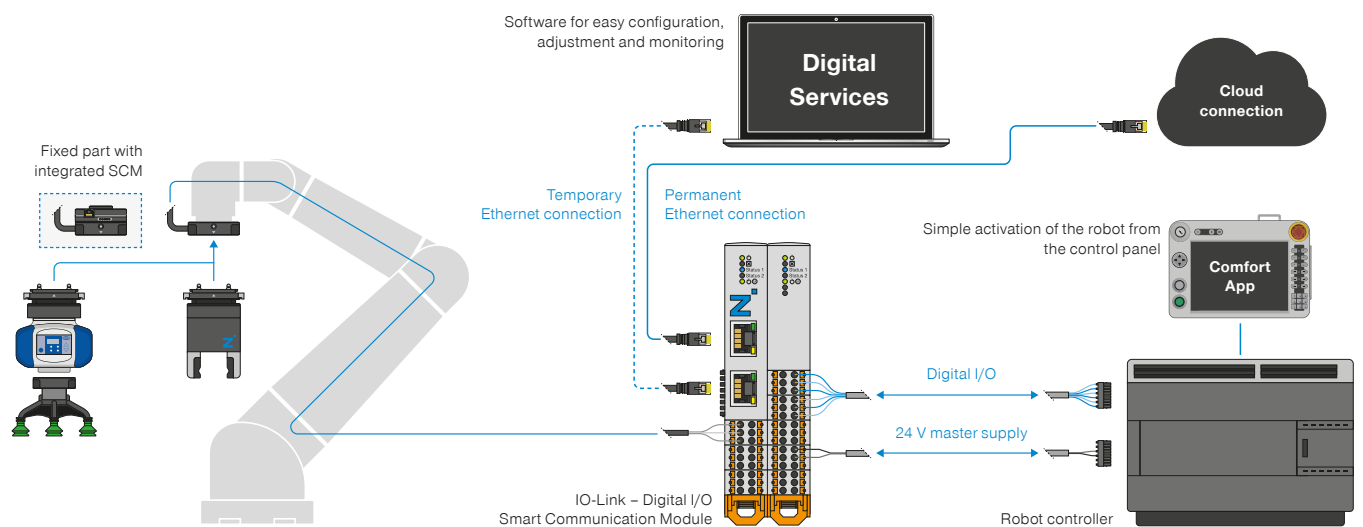 Software for easy configuration,
adjustment and monitoring
Digital
Services
Cloud
connection
Fixed part with
integrated SCM
Temporary
Ethernet connection
Permanent
Ethernet connection
Simple activation of the robot from
the control panel
Comfort
App
Status 1
Status 2
Status 1
Status 2
Z
Z
Digital I/O
24 V master supply
IO-Link – Digital I/O
Smart Communication Module
Robot controller